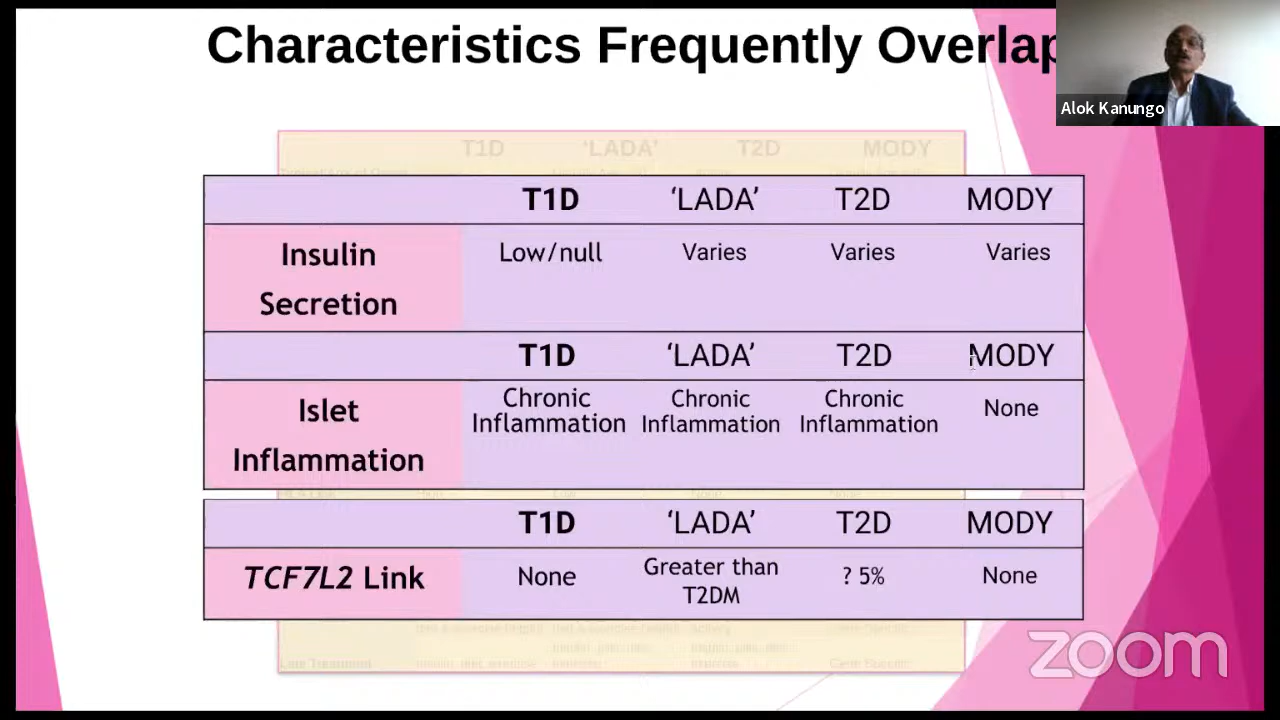 Characteristics Frequently Overlap
Alok Kanungo
T1D 'LADA' T2D MODY
T1D ‘LADA’ T2D MODY
Insulin Low/null Varies Varies Varies
Secretion
T1D ‘LADA’ T2D MODY
Islet Chronic Chronic Chronic None
Inflammation Inflammation Inflammation Inflammation
T1D ‘LADA’ T2D MODY
TCF7L2 Link None Greater than ? 5% None
T2DM
Late Treatment
zoom